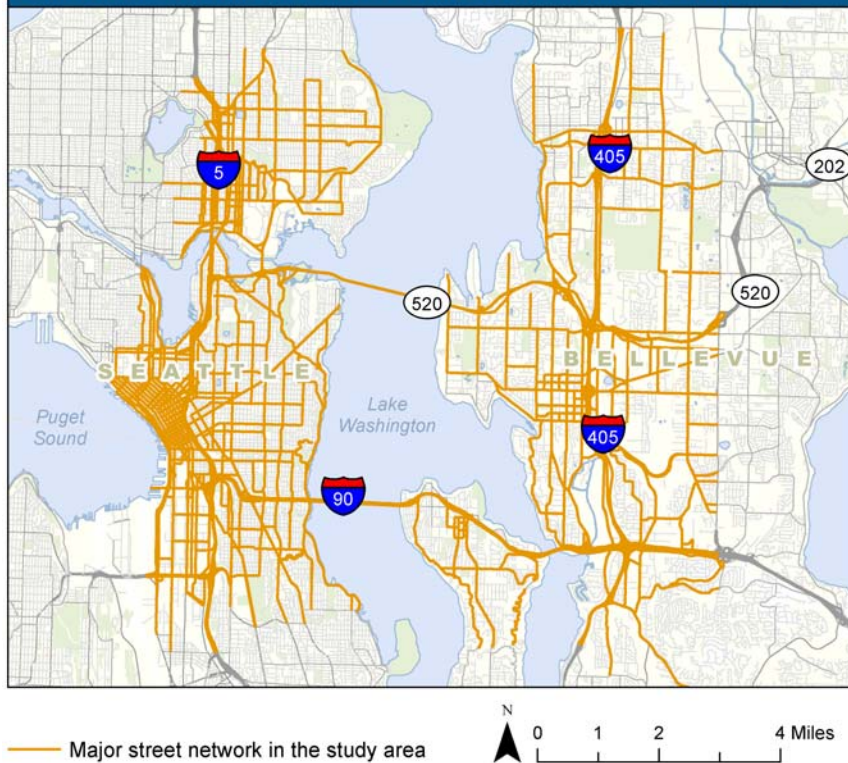 5
405
202
520
520
SEATTLE
BELLEVUE
Puget
Sound
Lake
Washington
405
90
N
0 1 2 4 Miles
Major street network in the study area